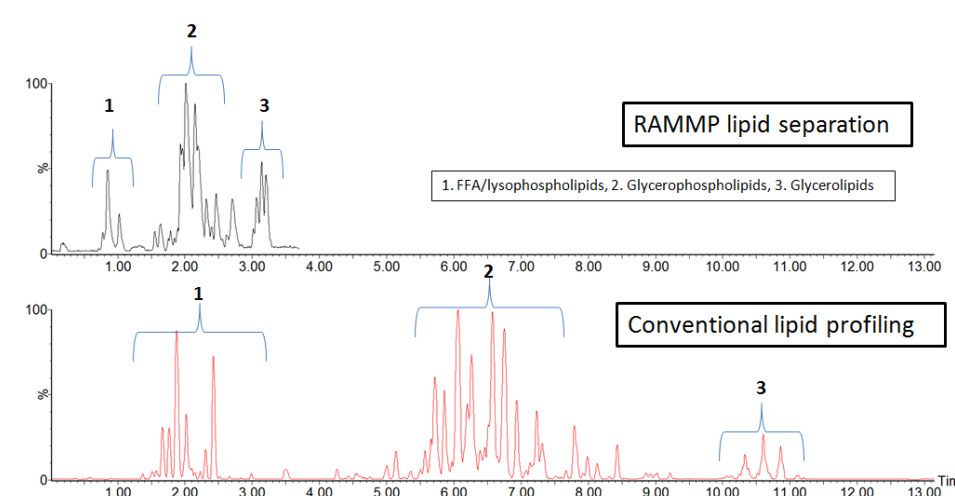 2
1
3
100
%
0
RAMMP lipid separation
1. FFA/lysophospholipids, 2. Glycerophospholipids, 3. Glycerolipids
1.00 2.00 3.00 4.00 5.00 6.00 7.00 8.00 9.00 10.00 11.00 12.00 13.00
1
2
3
100
%
0
Conventional lipid profiling
1.00 2.00 3.00 4.00 5.00 6.00 7.00 8.00 9.00 10.00 11.00 12.00 13.00